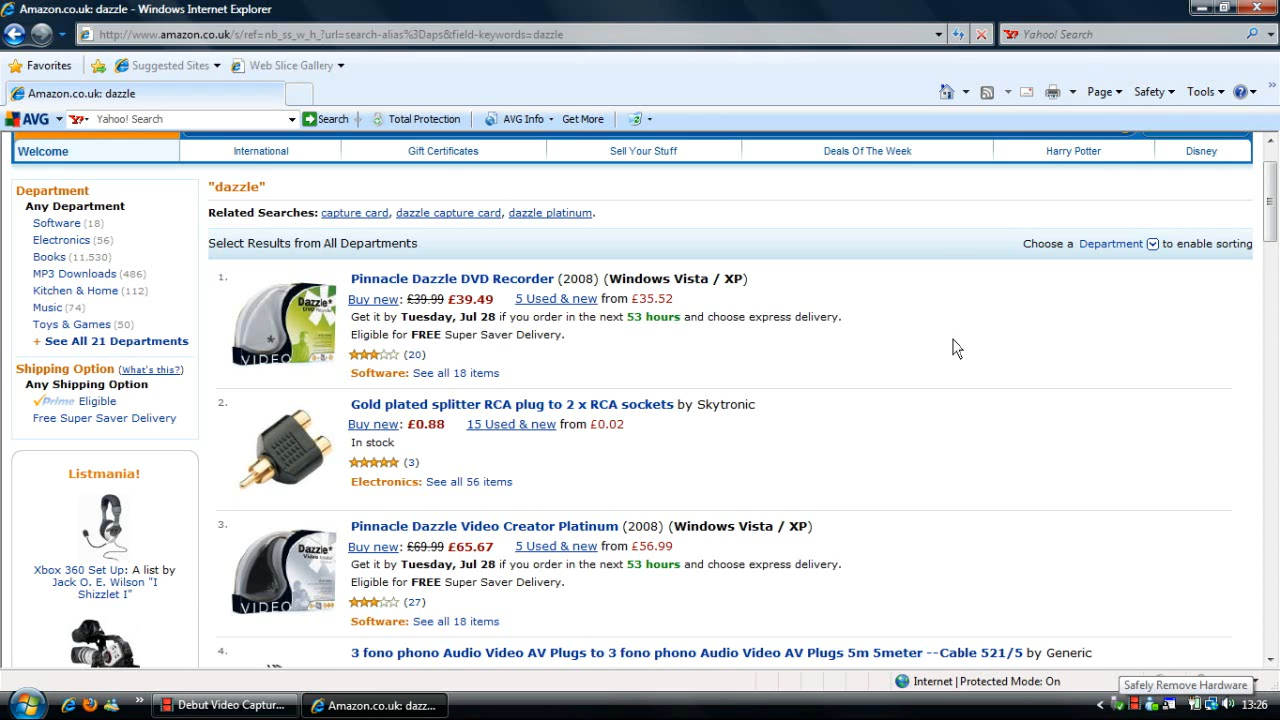 Amazon.co.uk: dazzle - Windows Internet Explorer
http://www.amazon.co.uk/s/ref=nb_ss_w_h_?url=search-alias%3Daps&field-keywords=dazzle
Yahoo! Search
Favorites Suggested Sites Web Slice Gallery
Amazon.co.uk: dazzle
Page Safety Tools
AVG Yahoo! Search Search Total Protection AVG Info Get More
Welcome International Gift Certificates Sell Your Stuff Deals Of The Week Harry Potter Disney
Department
Any Department
Software (18)
Electronics (56)
Books (11,530)
MP3 Downloads (486)
Kitchen & Home (112)
Music (74)
Toys & Games (50)
+ See All 21 Departments
Shipping Option (What's this?)
Any Shipping Option
Prime Eligible
Free Super Saver Delivery
Listmania!
Xbox 360 Set Up: A list by
Jack O. E. Wilson "I
Shizzlet I"
"dazzle"
Related Searches: capture card, dazzle capture card, dazzle platinum.
Select Results from All Departments
Choose a Department to enable sorting
1.
Dazzle*
VIDEO
Pinnacle Dazzle DVD Recorder (2008) (Windows Vista / XP)
Buy new: £39.99 £39.49 5 Used & new from £35.52
Get it by Tuesday, Jul 28 if you order in the next 53 hours and choose express delivery.
Eligible for FREE Super Saver Delivery.
(20)
Software: See all 18 items
2.
Gold plated splitter RCA plug to 2 x RCA sockets by Skytronic
Buy new: £0.88 15 Used & new from £0.02
In stock
(3)
Electronics: See all 56 items
3.
Dazzle*
VIDEO
Pinnacle Dazzle Video Creator Platinum (2008) (Windows Vista / XP)
Buy new: £69.99 £65.67 5 Used & new from £56.99
Get it by Tuesday, Jul 28 if you order in the next 53 hours and choose express delivery.
Eligible for FREE Super Saver Delivery.
(27)
Software: See all 18 items
4.
3 fono phono Audio Video AV Plugs to 3 fono phono Audio Video AV Plugs 5m 5meter --Cable 521/5 by Generic
Internet | Protected Mode: On
Safely Remove Hardware
Debut Video Captur... Amazon.co.uk: dazz...
13:26